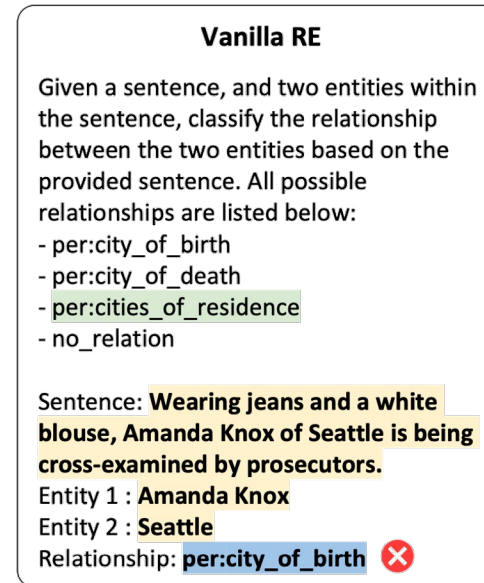 Vanilla RE
Given a sentence, and two entities within
the sentence, classify the relationship
between the two entities based on the
provided sentence. All possible
relationships are listed below:
- per:city_of_birth
- per:city_of_death
- per:cities_of_residence
- no_relation
Sentence: Wearing jeans and a white
blouse, Amanda Knox of Seattle is being
cross-examined by prosecutors.
Entity 1 : Amanda Knox
Entity 2 : Seattle
Relationship: per:city_of_birth